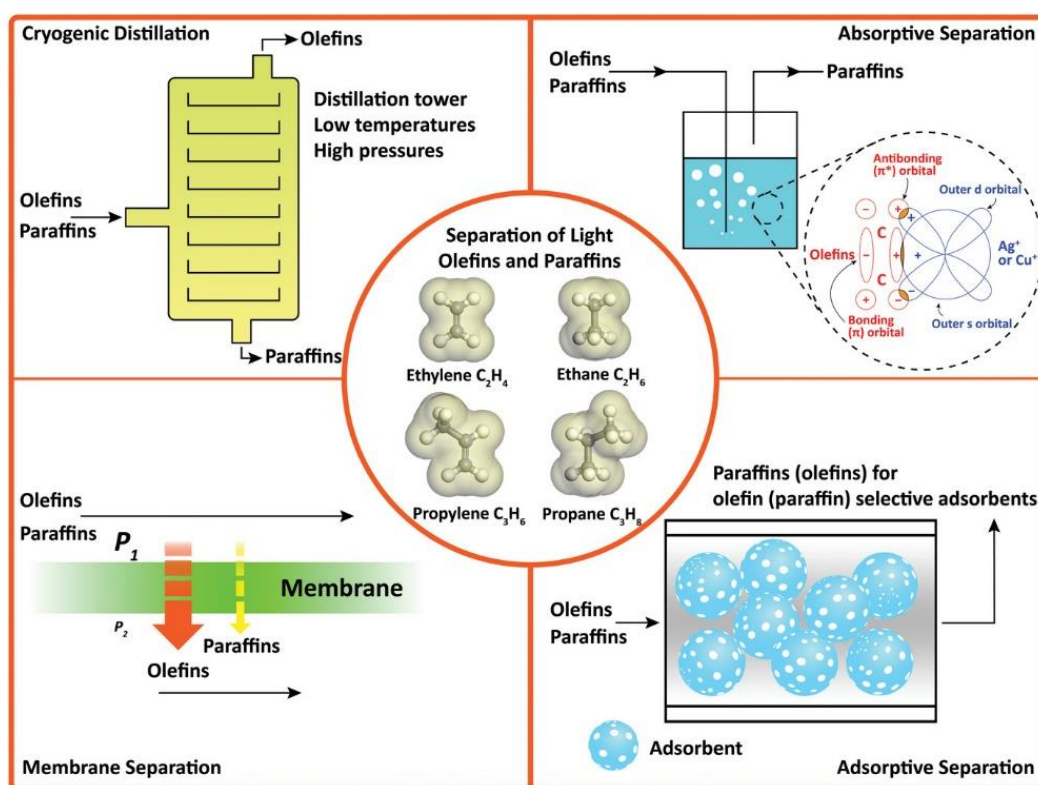 Cryogenic Distillation
Olefins
Distillation tower
Low temperatures
High pressures
Olefins
Paraffins
Paraffins
Absorptive Separation
Olefins
Paraffins
Paraffins
Antibonding
(π*) orbital
Outer d orbital
− + +
C
Olefins − + +
Ag⁺
or Cu⁺
C
+ − −
Bonding
(π) orbital
Outer s orbital
Separation of Light
Olefins and Paraffins
Ethylene C₂H₄
Ethane C₂H₆
Propylene C₃H₆
Propane C₃H₈
Olefins
Paraffins
P₁
Membrane
P₂
Paraffins
Olefins
Membrane Separation
Paraffins (olefins) for
olefin (paraffin) selective adsorbents
Olefins
Paraffins
Adsorbent
Adsorptive Separation